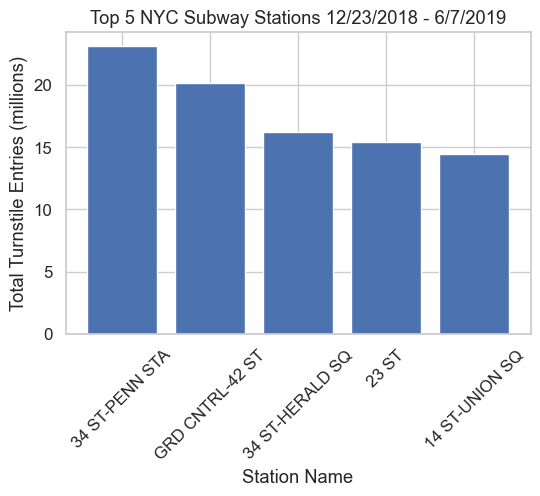 Top 5 NYC Subway Stations 12/23/2018 - 6/7/2019
Total Turnstile Entries (millions)
20
15
10
5
0
34 ST-PENN STA
GRD CNTRL-42 ST
34 ST-HERALD SQ
23 ST
14 ST-UNION SQ
Station Name